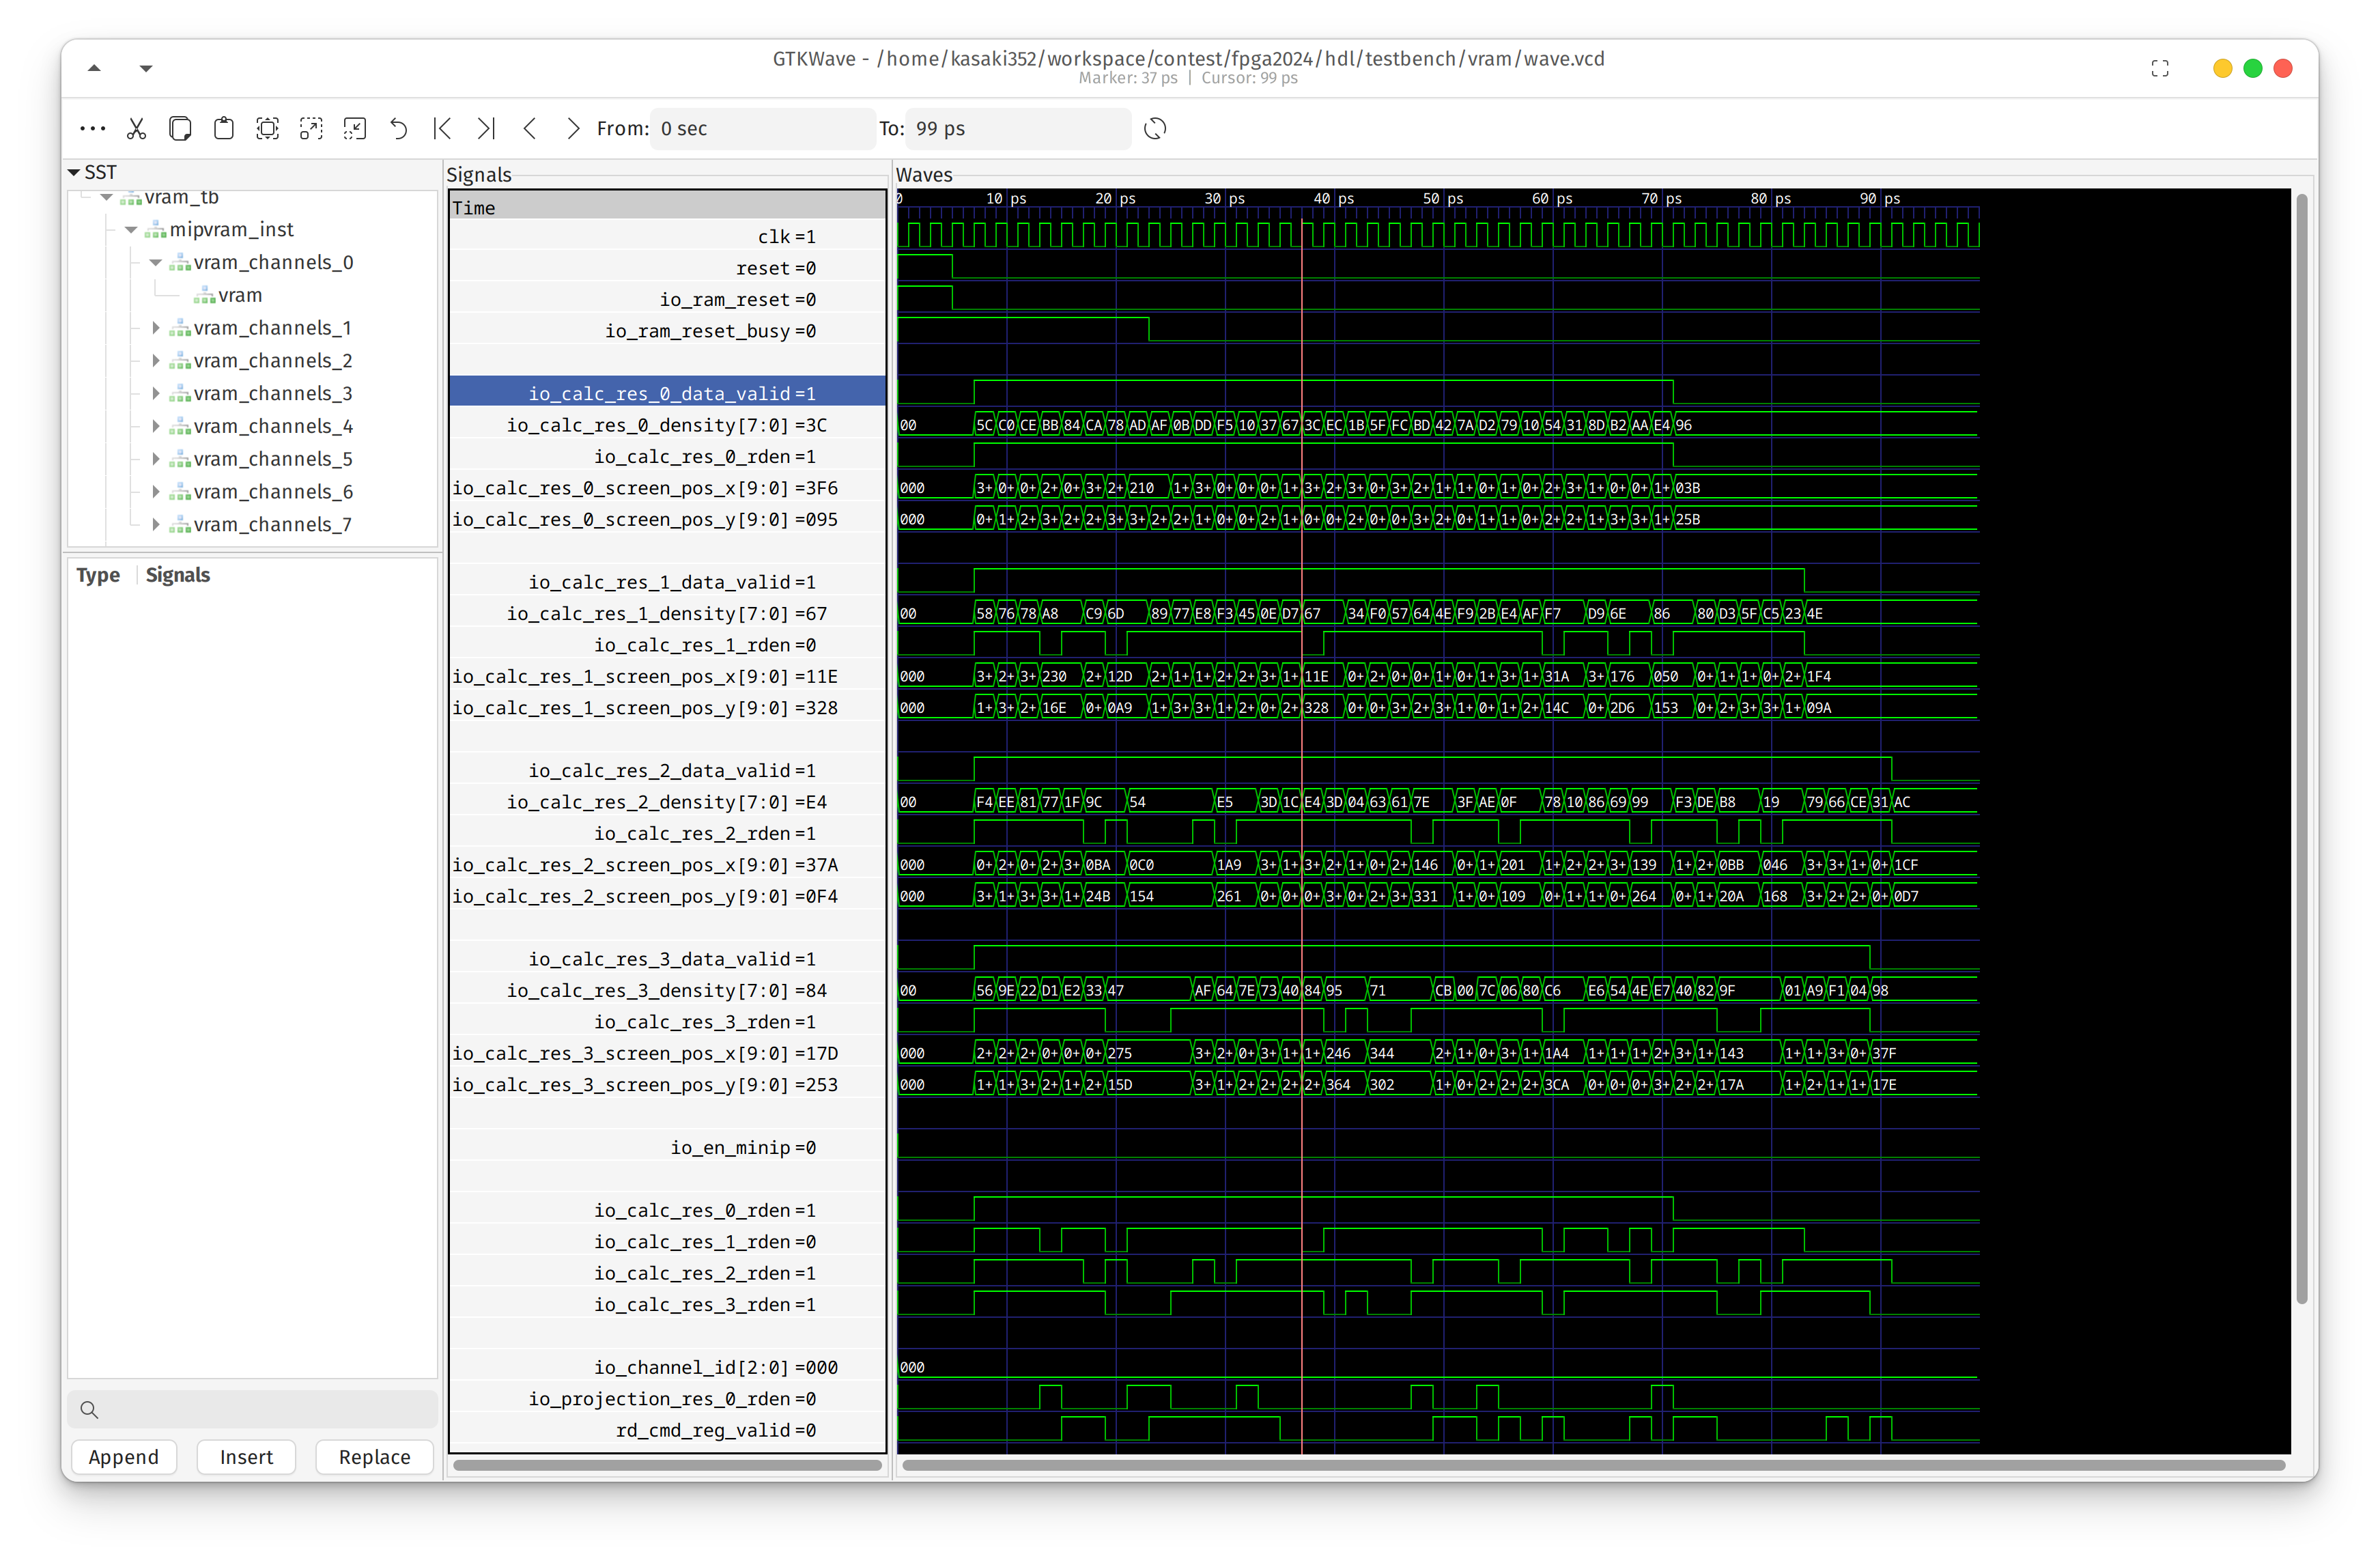 GTKWave - /home/kasaki352/workspace/contest/fpga2024/hdl/testbench/vram/wave.vcd
Marker: 37 ps | Cursor: 99 ps
From: 0 sec To: 99 ps
SST
vram_tb
mipvram_inst
vram_channels_0
vram
vram_channels_1
vram_channels_2
vram_channels_3
vram_channels_4
vram_channels_5
vram_channels_6
vram_channels_7
Type Signals
Append Insert Replace
Signals
Time
clk =1
reset =0
io_ram_reset =0
io_ram_reset_busy =0
io_calc_res_0_data_valid =1
io_calc_res_0_density[7:0] =3C
io_calc_res_0_rden =1
io_calc_res_0_screen_pos_x[9:0] =3F6
io_calc_res_0_screen_pos_y[9:0] =095
io_calc_res_1_data_valid =1
io_calc_res_1_density[7:0] =67
io_calc_res_1_rden =0
io_calc_res_1_screen_pos_x[9:0] =11E
io_calc_res_1_screen_pos_y[9:0] =328
io_calc_res_2_data_valid =1
io_calc_res_2_density[7:0] =E4
io_calc_res_2_rden =1
io_calc_res_2_screen_pos_x[9:0] =37A
io_calc_res_2_screen_pos_y[9:0] =0F4
io_calc_res_3_data_valid =1
io_calc_res_3_density[7:0] =84
io_calc_res_3_rden =1
io_calc_res_3_screen_pos_x[9:0] =17D
io_calc_res_3_screen_pos_y[9:0] =253
io_en_minip =0
io_calc_res_0_rden =1
io_calc_res_1_rden =0
io_calc_res_2_rden =1
io_calc_res_3_rden =1
io_channel_id[2:0] =000
io_projection_res_0_rden =0
rd_cmd_reg_valid =0
Waves
0 10 ps 20 ps 30 ps 40 ps 50 ps 60 ps 70 ps 80 ps 90 ps
00 5C C0 CE BB 84 CA 78 AD AF 0B DD F5 10 37 67 3C EC 1B 5F FC BD 42 7A D2 79 10 54 31 8D B2 AA E4 96
000 3+ 0+ 0+ 2+ 0+ 3+ 2+ 210 1+ 3+ 0+ 0+ 0+ 1+ 3+ 2+ 3+ 0+ 3+ 2+ 1+ 1+ 0+ 1+ 0+ 2+ 3+ 1+ 0+ 0+ 1+ 03B
000 0+ 1+ 2+ 3+ 2+ 2+ 3+ 3+ 2+ 2+ 1+ 0+ 0+ 2+ 1+ 0+ 0+ 2+ 0+ 0+ 3+ 2+ 0+ 1+ 1+ 0+ 2+ 2+ 1+ 3+ 3+ 1+ 25B
00 58 76 78 A8 C9 6D 89 77 E8 F3 45 0E D7 67 34 F0 57 64 4E F9 2B E4 AF F7 D9 6E 86 80 D3 5F C5 23 4E
000 3+ 2+ 3+ 230 2+ 12D 2+ 1+ 1+ 2+ 2+ 3+ 1+ 11E 0+ 2+ 0+ 0+ 1+ 0+ 1+ 3+ 1+ 31A 3+ 176 050 0+ 1+ 1+ 0+ 2+ 1F4
000 1+ 3+ 2+ 16E 0+ 0A9 1+ 3+ 3+ 1+ 2+ 0+ 2+ 328 0+ 0+ 3+ 2+ 3+ 1+ 0+ 1+ 2+ 14C 0+ 2D6 153 0+ 2+ 3+ 3+ 1+ 09A
00 F4 EE 81 77 1F 9C 54 E5 3D 1C E4 3D 04 63 61 7E 3F AE 0F 78 10 86 69 99 F3 DE B8 19 79 66 CE 31 AC
000 0+ 2+ 0+ 2+ 3+ 0BA 0C0 1A9 3+ 1+ 3+ 2+ 1+ 0+ 2+ 146 0+ 1+ 201 1+ 2+ 2+ 3+ 139 1+ 2+ 0BB 046 3+ 3+ 1+ 0+ 1CF
000 3+ 1+ 3+ 3+ 1+ 24B 154 261 0+ 0+ 0+ 3+ 0+ 2+ 3+ 331 1+ 0+ 109 0+ 1+ 1+ 0+ 264 0+ 1+ 20A 168 3+ 2+ 2+ 0+ 0D7
00 56 9E 22 D1 E2 33 47 AF 64 7E 73 40 84 95 71 CB 00 7C 06 80 C6 E6 54 4E E7 40 82 9F 01 A9 F1 04 98
000 2+ 2+ 2+ 0+ 0+ 0+ 275 3+ 2+ 0+ 3+ 1+ 1+ 246 344 2+ 1+ 0+ 3+ 1+ 1A4 1+ 1+ 1+ 2+ 3+ 1+ 143 1+ 1+ 3+ 0+ 37F
000 1+ 1+ 3+ 2+ 1+ 2+ 15D 3+ 1+ 2+ 2+ 2+ 2+ 364 302 1+ 0+ 2+ 2+ 2+ 3CA 0+ 0+ 0+ 3+ 2+ 2+ 17A 1+ 2+ 1+ 1+ 17E
000